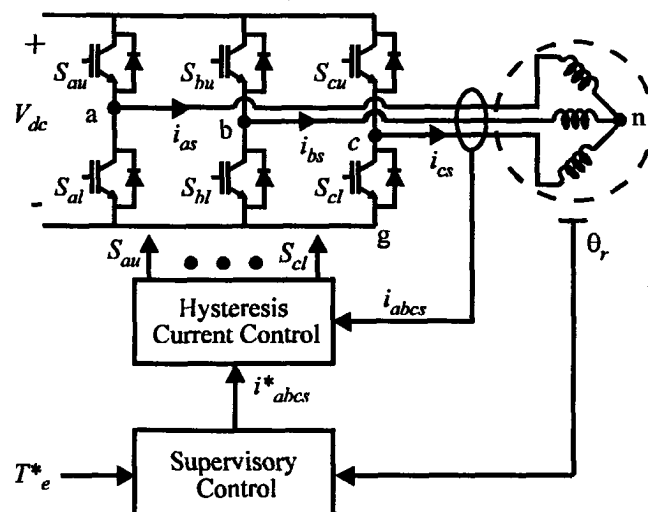 +
S_au
S_bu
S_cu
V_dc
a
b
c
n
i_as
i_bs
i_cs
-
S_al
S_bl
S_cl
g
S_au
S_cl
θ_r
Hysteresis
Current Control
i_abcs
i*_abcs
T*_e
Supervisory
Control